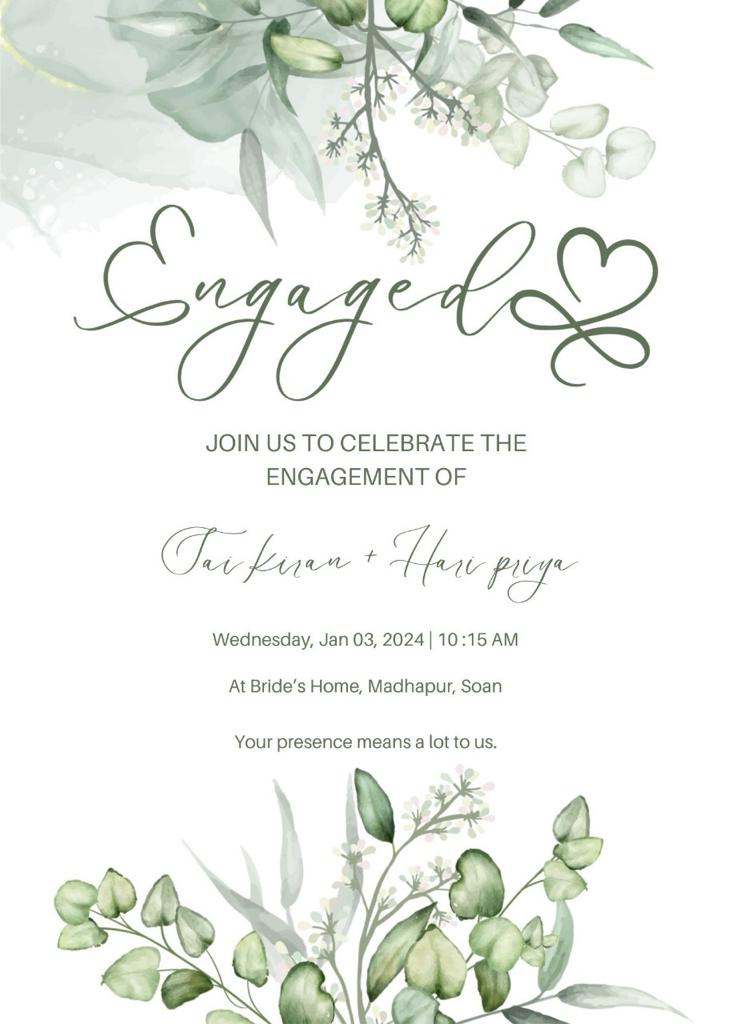 Engaged
JOIN US TO CELEBRATE THE
ENGAGEMENT OF
Sai kiran + Hari priya
Wednesday, Jan 03, 2024 | 10 :15 AM
At Bride’s Home, Madhapur, Soan
Your presence means a lot to us.